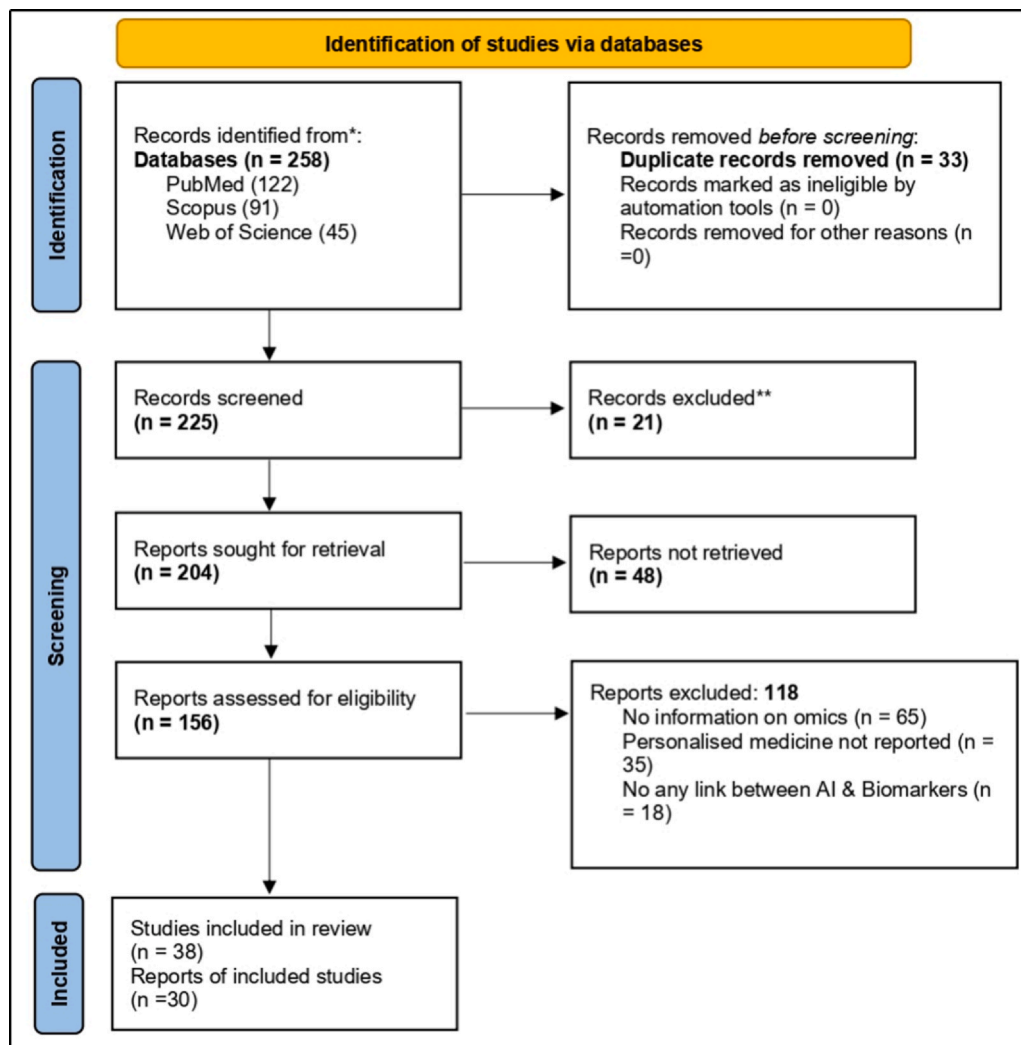 Identification of studies via databases
Identification
Records identified from*:
Databases (n = 258)
PubMed (122)
Scopus (91)
Web of Science (45)
Records removed before screening:
Duplicate records removed (n = 33)
Records marked as ineligible by
automation tools (n = 0)
Records removed for other reasons (n
=0)
Screening
Records screened
(n = 225)
Records excluded**
(n = 21)
Reports sought for retrieval
(n = 204)
Reports not retrieved
(n = 48)
Reports assessed for eligibility
(n = 156)
Reports excluded: 118
No information on omics (n = 65)
Personalised medicine not reported (n =
35)
No any link between AI & Biomarkers (n
= 18)
Included
Studies included in review
(n = 38)
Reports of included studies
(n =30)